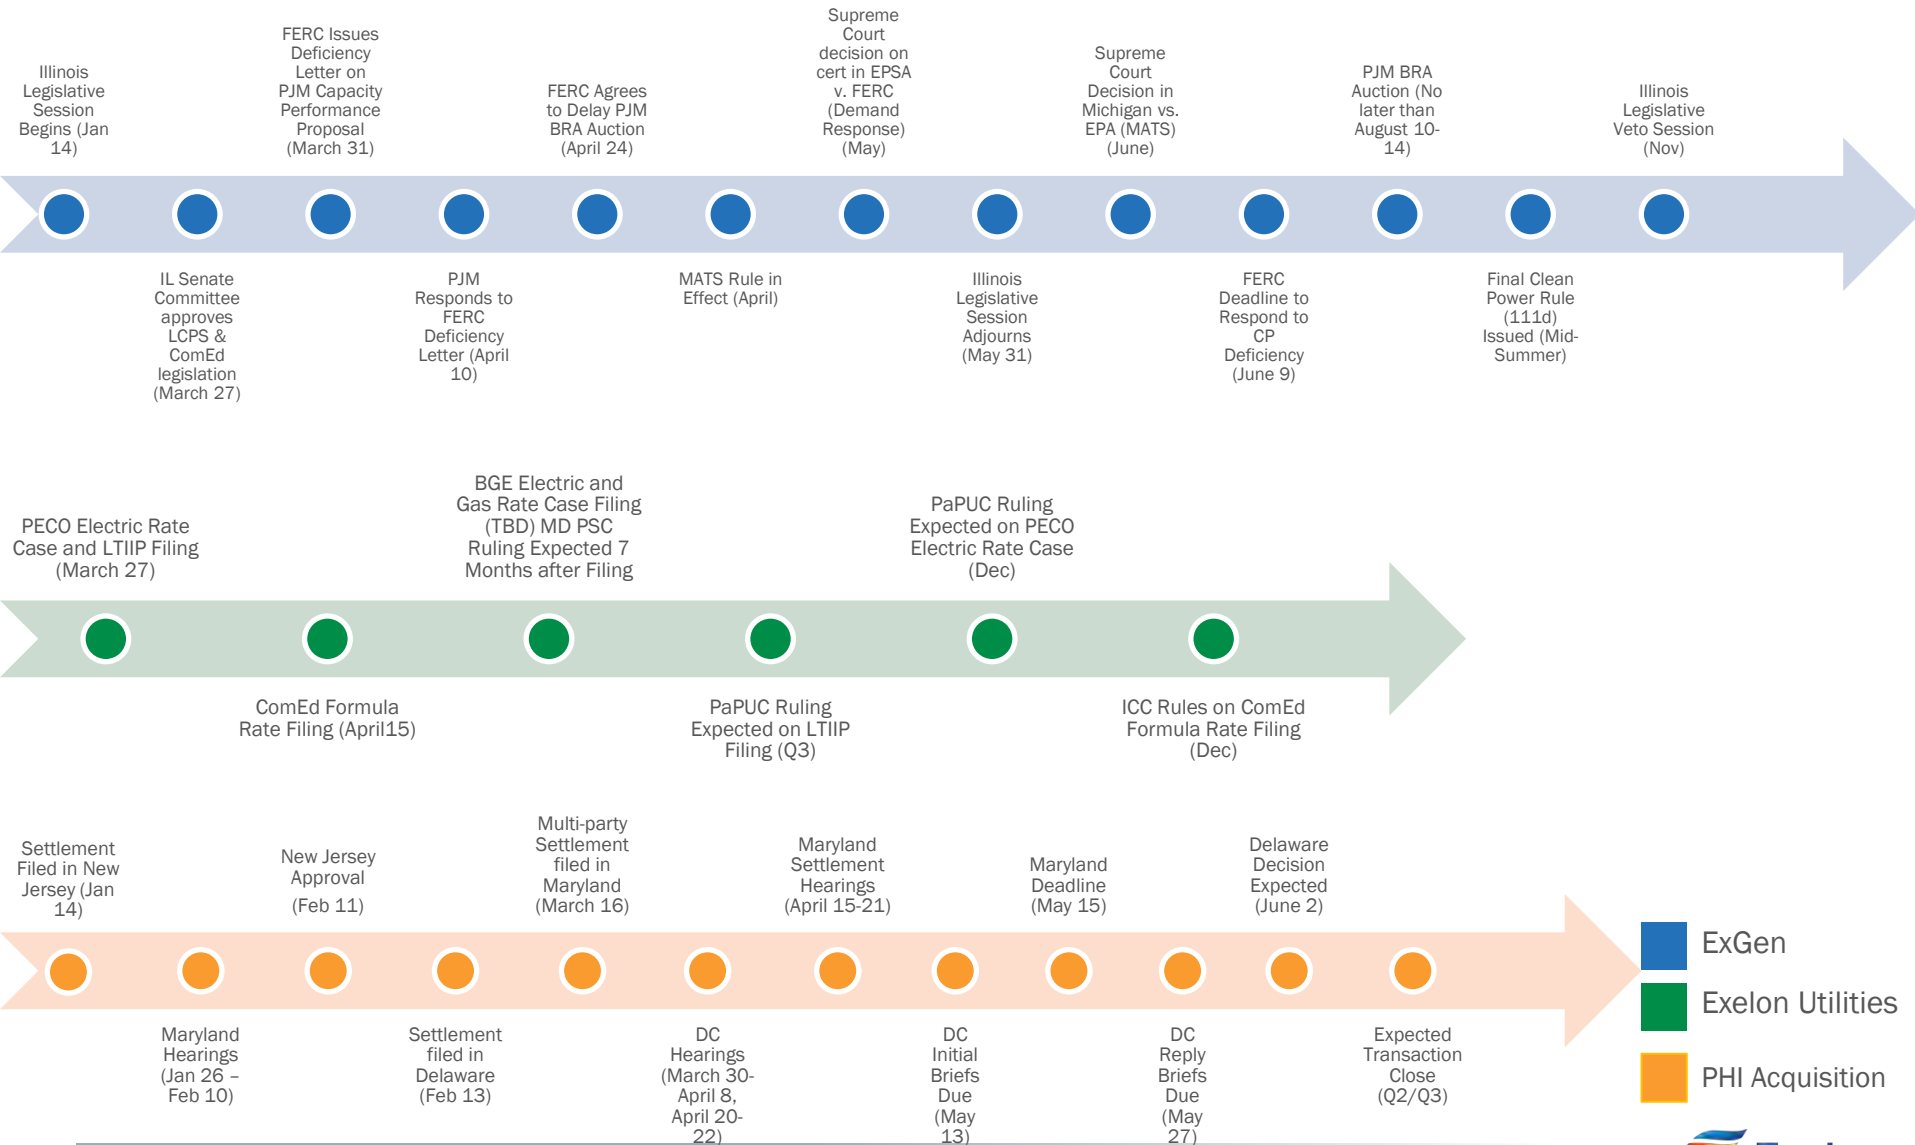 Illinois
Legislative
Session
Begins (Jan
14)
FERC Issues
Deficiency
Letter on
PJM Capacity
Performance
Proposal
(March 31)
FERC Agrees
to Delay PJM
BRA Auction
(April 24)
Supreme
Court
decision on
cert in EPSA
v. FERC
(Demand
Response)
(May)
Supreme
Court
Decision in
Michigan vs.
EPA (MATS)
(June)
PJM BRA
Auction (No
later than
August 10-
14)
Illinois
Legislative
Veto Session
(Nov)
IL Senate
Committee
approves
LCPS &
ComEd
legislation
(March 27)
PJM
Responds to
FERC
Deficiency
Letter (April
10)
MATS Rule in
Effect (April)
Illinois
Legislative
Session
Adjourns
(May 31)
FERC
Deadline to
Respond to
CP
Deficiency
(June 9)
Final Clean
Power Rule
(111d)
Issued (Mid-
Summer)
PECO Electric Rate
Case and LTIIP Filing
(March 27)
BGE Electric and
Gas Rate Case Filing
(TBD) MD PSC
Ruling Expected 7
Months after Filing
PaPUC Ruling
Expected on PECO
Electric Rate Case
(Dec)
ComEd Formula
Rate Filing (April15)
PaPUC Ruling
Expected on LTIIP
Filing (Q3)
ICC Rules on ComEd
Formula Rate Filing
(Dec)
Settlement
Filed in New
Jersey (Jan
14)
New Jersey
Approval
(Feb 11)
Multi-party
Settlement
filed in
Maryland
(March 16)
Maryland
Settlement
Hearings
(April 15-21)
Maryland
Deadline
(May 15)
Delaware
Decision
Expected
(June 2)
Maryland
Hearings
(Jan 26 –
Feb 10)
Settlement
filed in
Delaware
(Feb 13)
DC
Hearings
(March 30-
April 8,
April 20-
22)
DC
Initial
Briefs
Due
(May
13)
DC
Reply
Briefs
Due
(May
27)
Expected
Transaction
Close
(Q2/Q3)
ExGen
Exelon Utilities
PHI Acquisition